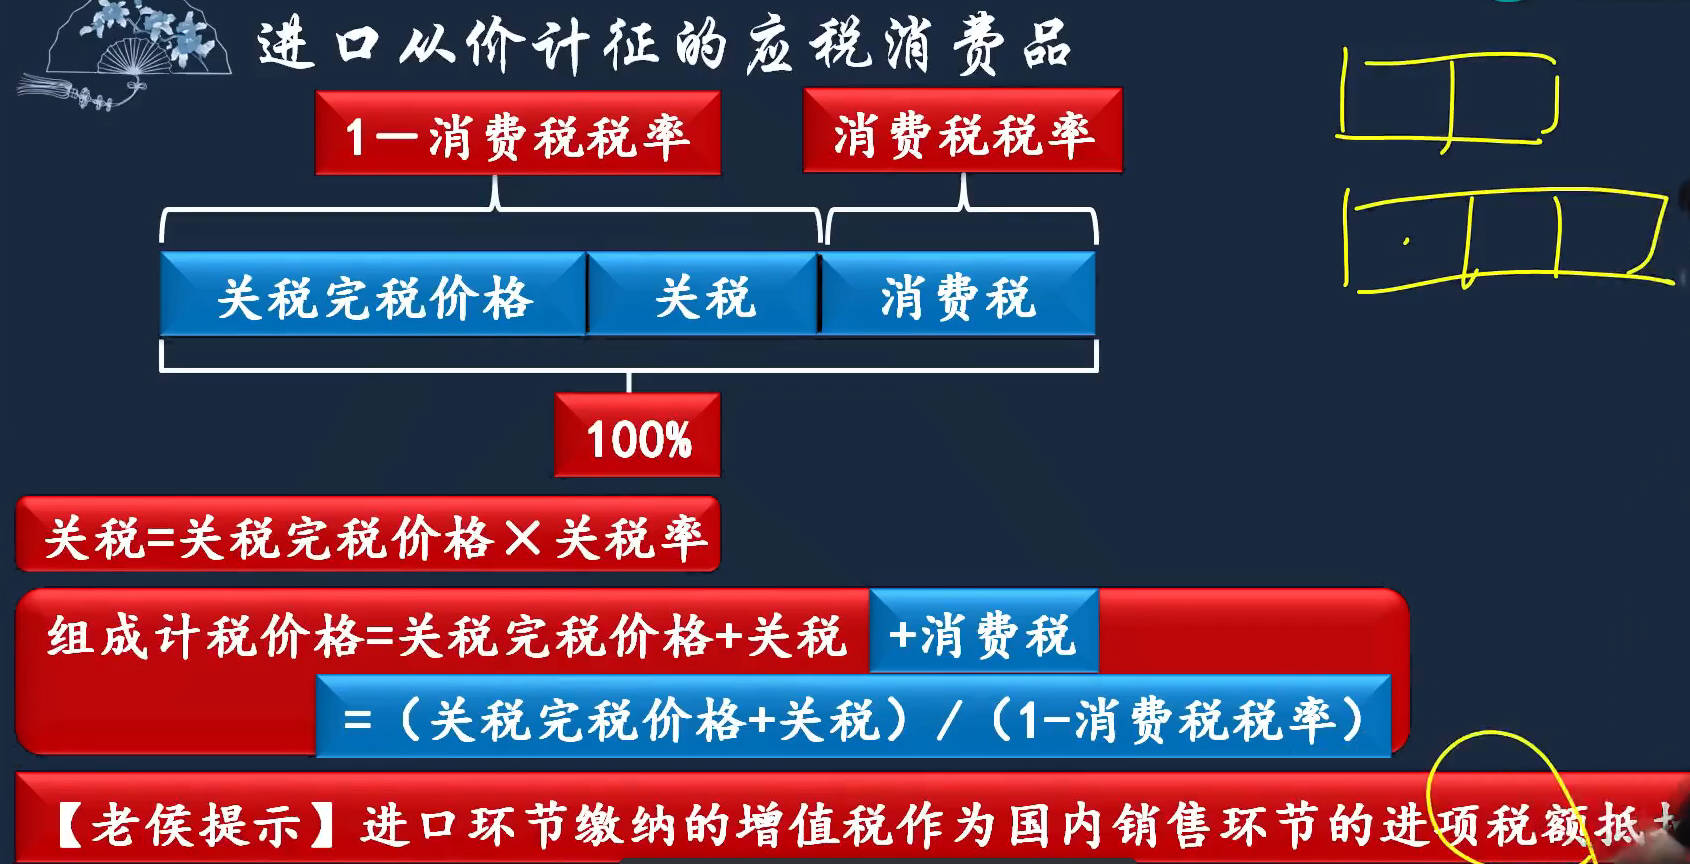 进口从价计征的应税消费品
1－消费税税率
消费税税率
关税完税价格
关税
消费税
100%
关税=关税完税价格×关税率
组成计税价格=关税完税价格+关税+消费税
=（关税完税价格+关税）/（1-消费税税率）
【老侯提示】进口环节缴纳的增值税作为国内销售环节的进项税额抵